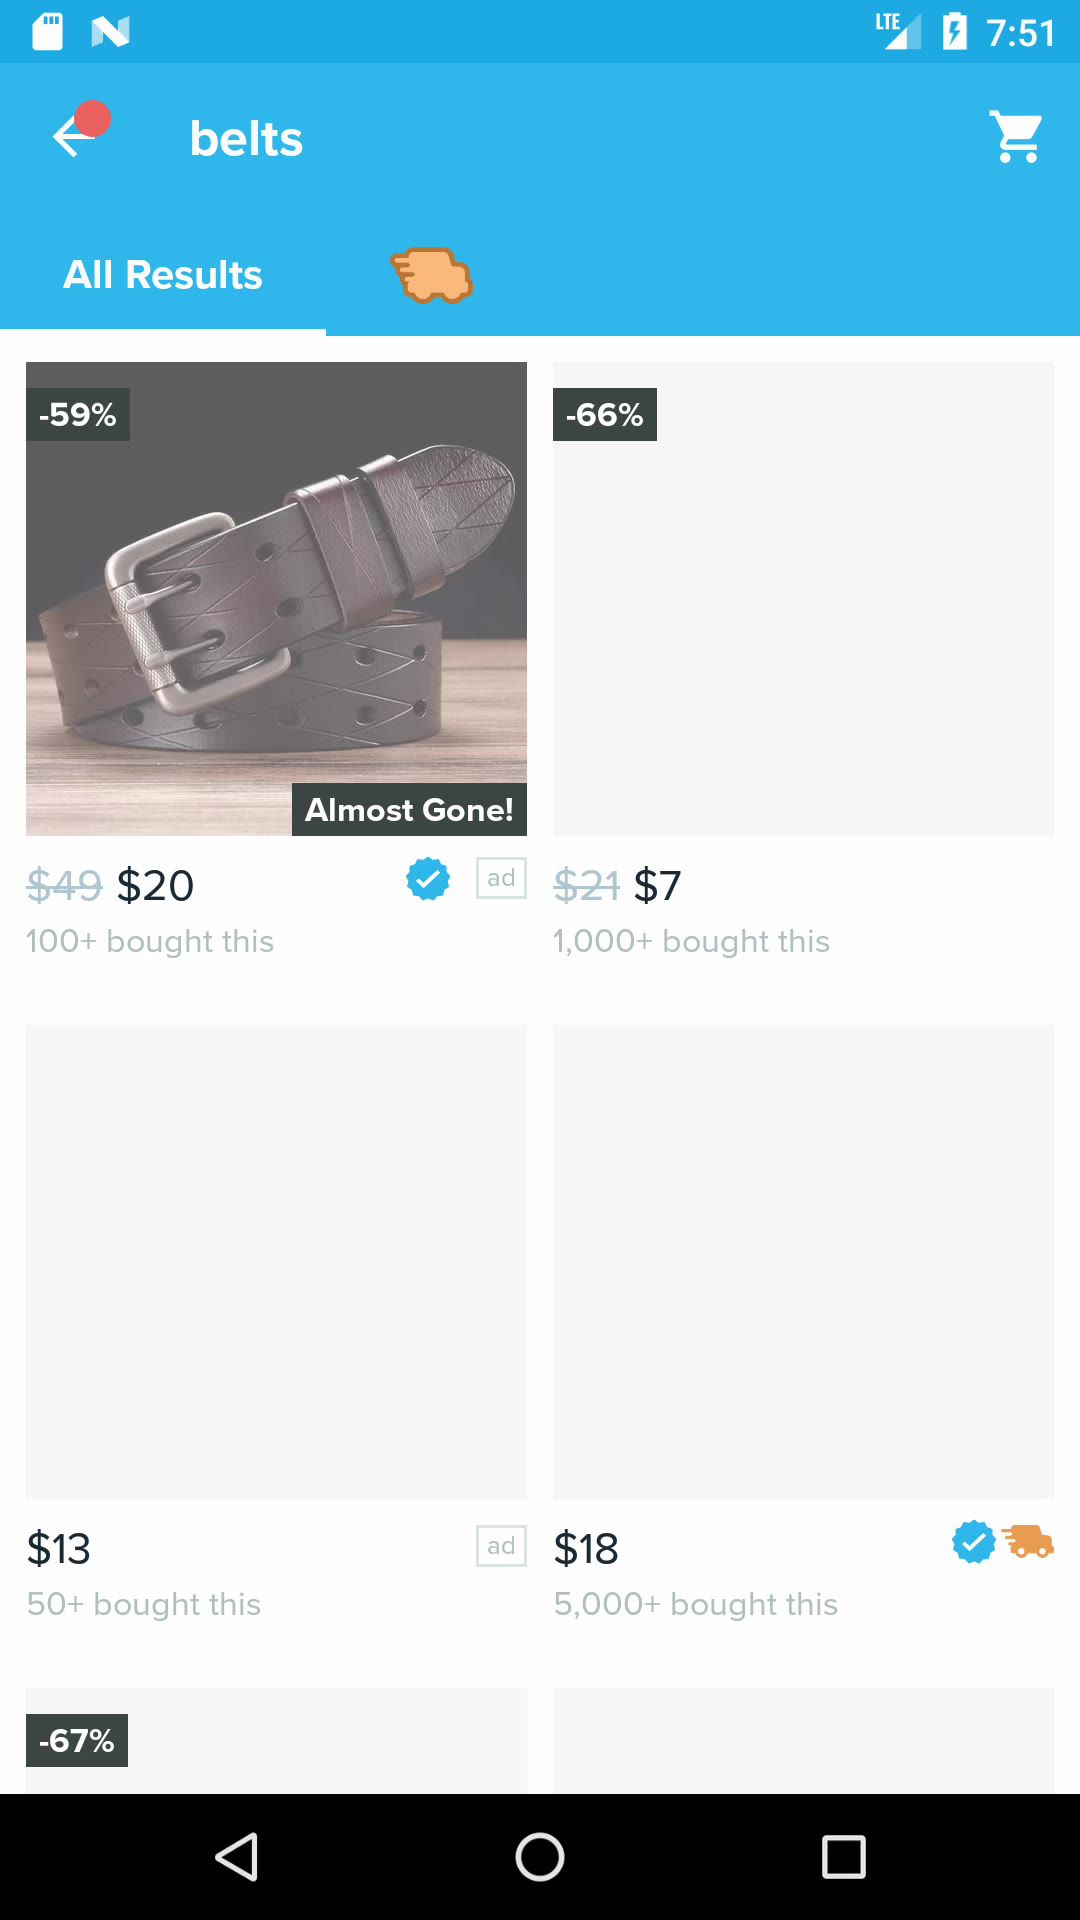 LTE 7:51
belts
All Results
-59%
-66%
Almost Gone!
$49 $20 ad
100+ bought this
$21 $7
1,000+ bought this
$13 ad
50+ bought this
$18
5,000+ bought this
-67%